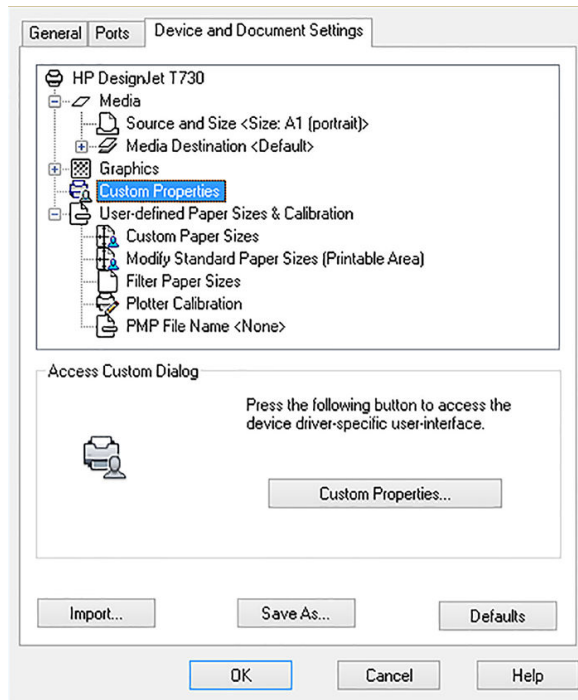 General Ports Device and Document Settings
HP DesignJet T730
Media
Source and Size <Size: A1 (portrait)>
Media Destination <Default>
Graphics
Custom Properties
User-defined Paper Sizes & Calibration
Custom Paper Sizes
Modify Standard Paper Sizes (Printable Area)
Filter Paper Sizes
Plotter Calibration
PMP File Name <None>
Access Custom Dialog
Press the following button to access the
device driver-specific user-interface.
Custom Properties...
Import... Save As... Defaults
OK Cancel Help